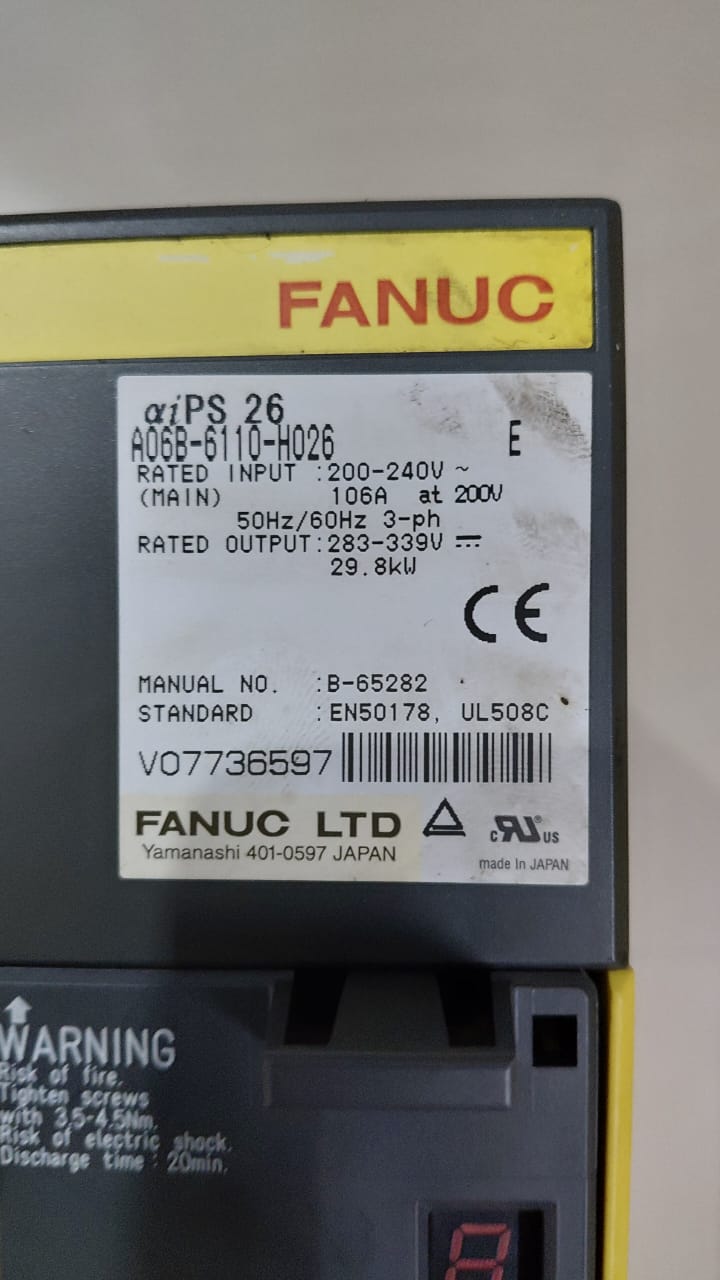 FANUC
αiPS 26
A06B-6110-H026 E
RATED INPUT :200-240V ~
(MAIN) 106A at 200V
50Hz/60Hz 3-ph
RATED OUTPUT:283-339V ⎓
29.8kW
CE
MANUAL NO. :B-65282
STANDARD :EN50178, UL508C
V07736597
FANUC LTD
Yamanashi 401-0597 JAPAN
c RU ® US
made In JAPAN
WARNING
Risk of fire.
Tighten screws
with 3.5-4.5Nm.
Risk of electric shock.
Discharge time : 20min.